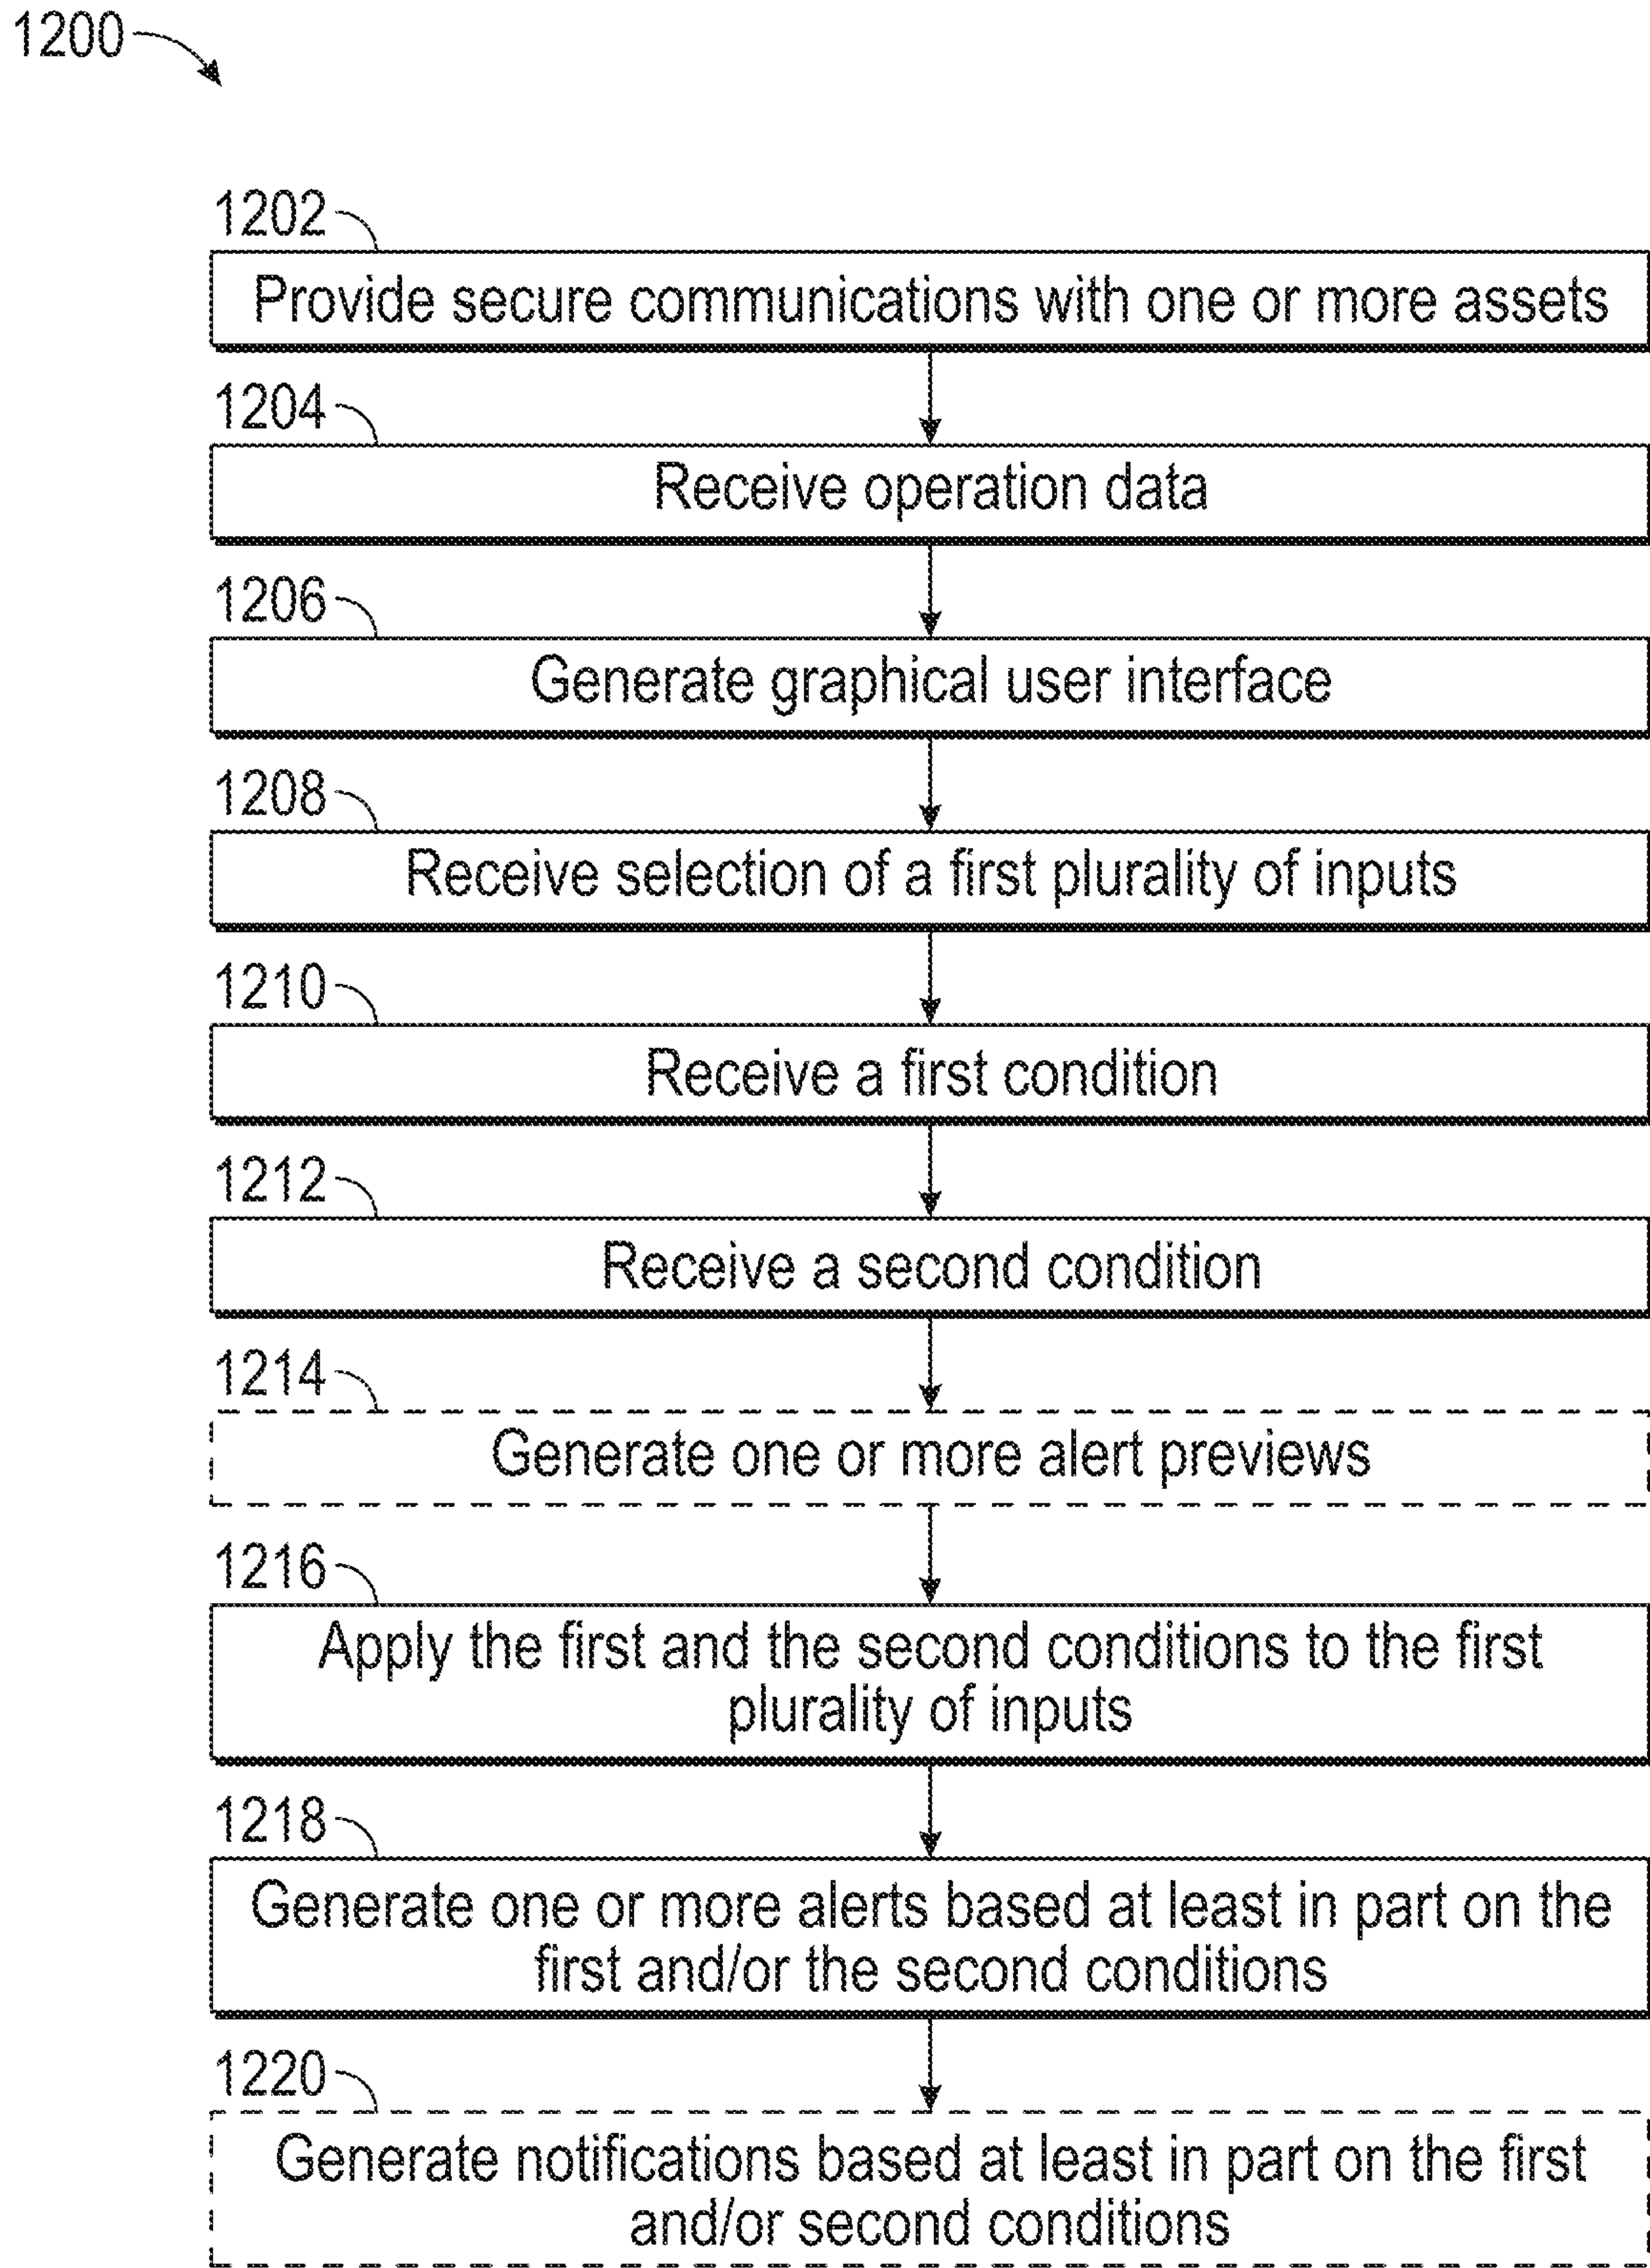 1200
1202
Provide secure communications with one or more assets
1204
Receive operation data
1206
Generate graphical user interface
1208
Receive selection of a first plurality of inputs
1210
Receive a first condition
1212
Receive a second condition
1214
Generate one or more alert previews
1216
Apply the first and the second conditions to the first
plurality of inputs
1218
Generate one or more alerts based at least in part on the
first and/or the second conditions
1220
Generate notifications based at least in part on the first
and/or second conditions